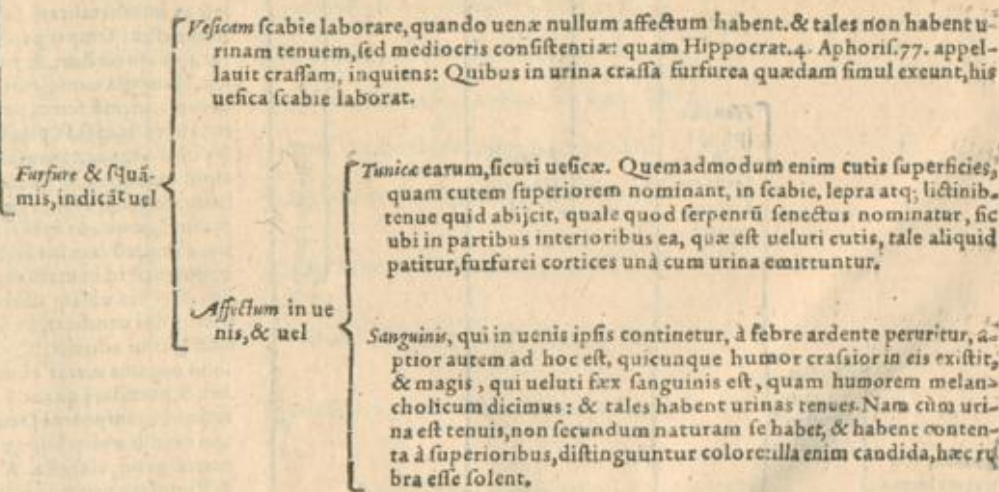 Veſicam ſcabie laborare, quando uenæ nullum affectum habent. & tales non habent u-
rinam tenuem, ſed mediocris conſiſtentiæ: quam Hippocrat. 4. Aphoriſ. 77. appel-
lauit craſſam, inquiens: Quibus in urina craſſa furfurea quædam ſimul exeunt, his
ueſica ſcabie laborat.
Furfure & ſquã-
mis, indicãt uel
Tunicæ earum, ſicuti ueſicæ. Quemadmodum enim cutis ſuperficies,
quam cutem ſuperiorem nominant, in ſcabie, lepra atq; lictinib.
tenue quid abijcit, quale quod ſerpentũ ſenectus nominatur, ſic
ubi in partibus interioribus ea, quæ eſt ueluti cutis, tale aliquid
patitur, furfurei cortices unà cum urina emittuntur.
Affectum in ue
nis, & uel
Sanguinis, qui in uenis ipſis continetur, à febre ardente peruritur, a-
ptior autem ad hoc eſt, quicunque humor craſsior in eis exiſtit,
& magis, qui ueluti fæx ſanguinis eſt, quam humorem melan-
cholicum dicimus: & tales habent urinas tenues. Nam cùm uri-
na eſt tenuis, non ſecundum naturam ſe habet, & habent conten-
ta à ſuperioribus, diſtinguuntur colore: illa enim candida, hæc ru
bra eſſe ſolent.